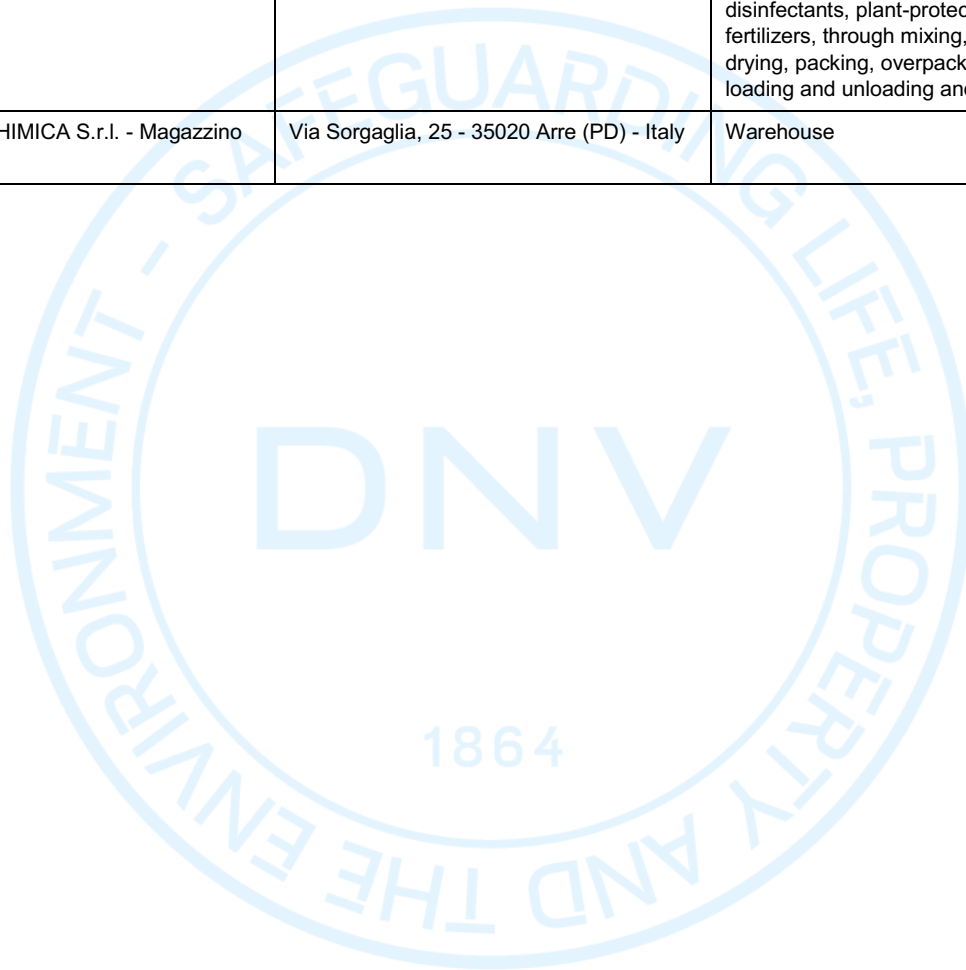 disinfectants, plant-protec
fertilizers, through mixing,
drying, packing, overpack
loading and unloading an
HIMICA S.r.l. - Magazzino
Via Sorgaglia, 25 - 35020 Arre (PD) - Italy
Warehouse
SAFEGUARDING LIFE, PROPERTY AND THE ENVIRONMENT -
DNV
1864